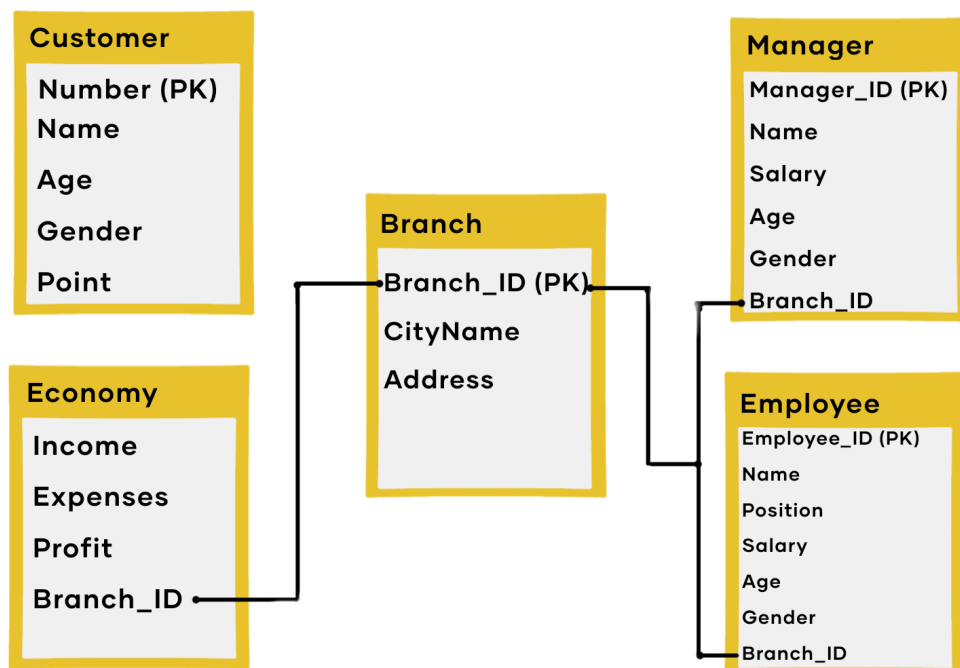 Customer
Number (PK)
Name
Age
Gender
Point
Economy
Income
Expenses
Profit
Branch_ID
Branch
Branch_ID (PK)
CityName
Address
Manager
Manager_ID (PK)
Name
Salary
Age
Gender
Branch_ID
Employee
Employee_ID (PK)
Name
Position
Salary
Age
Gender
Branch_ID